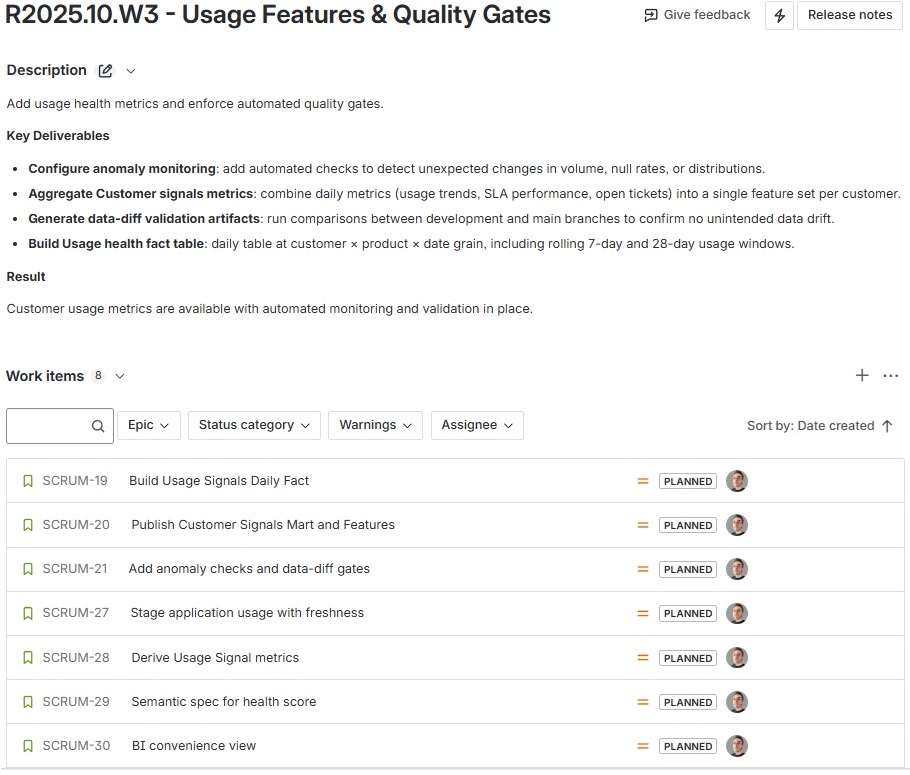 R2025.10.W3 - Usage Features & Quality Gates
Give feedback
Release notes
Description
Add usage health metrics and enforce automated quality gates.
Key Deliverables
• Configure anomaly monitoring: add automated checks to detect unexpected changes in volume, null rates, or distributions.
• Aggregate Customer signals metrics: combine daily metrics (usage trends, SLA performance, open tickets) into a single feature set per customer.
• Generate data-diff validation artifacts: run comparisons between development and main branches to confirm no unintended data drift.
• Build Usage health fact table: daily table at customer × product × date grain, including rolling 7-day and 28-day usage windows.
Result
Customer usage metrics are available with automated monitoring and validation in place.
Work items 8
Epic
Status category
Warnings
Assignee
Sort by: Date created
SCRUM-19 Build Usage Signals Daily Fact PLANNED
SCRUM-20 Publish Customer Signals Mart and Features PLANNED
SCRUM-21 Add anomaly checks and data-diff gates PLANNED
SCRUM-27 Stage application usage with freshness PLANNED
SCRUM-28 Derive Usage Signal metrics PLANNED
SCRUM-29 Semantic spec for health score PLANNED
SCRUM-30 BI convenience view PLANNED